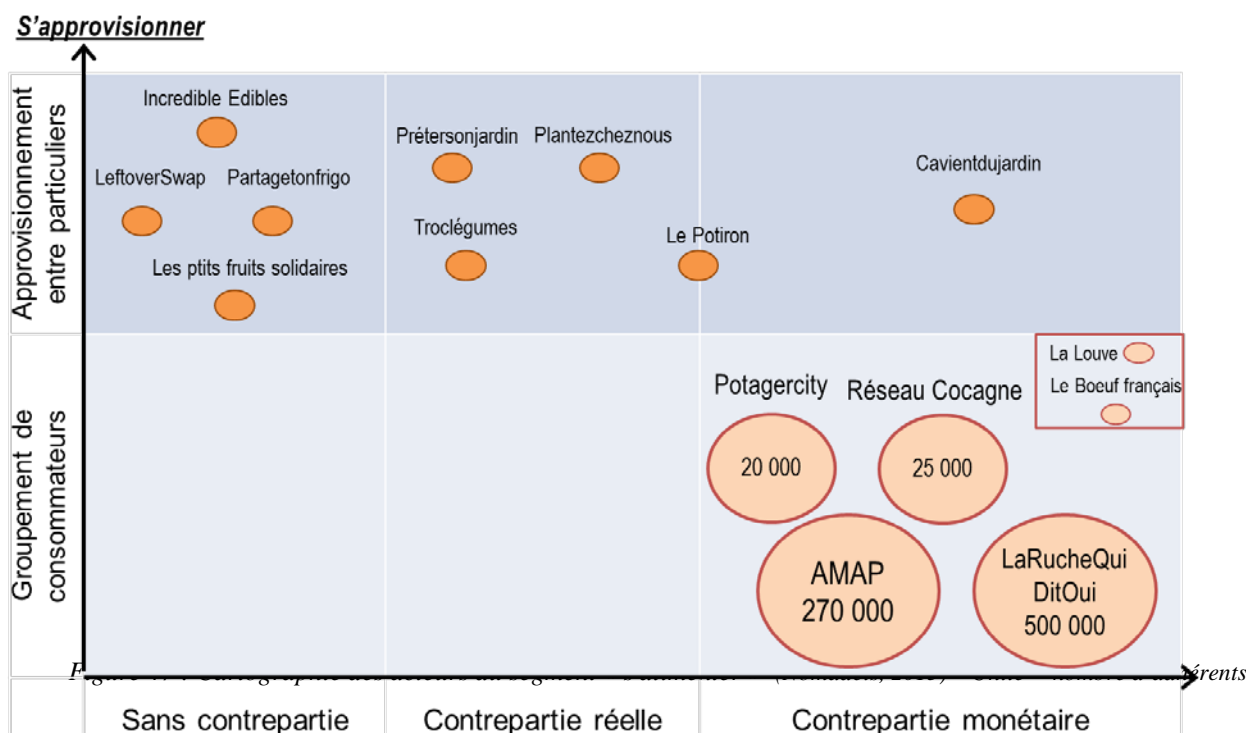 S'approvisionner
Approvisionnement
entre particuliers
Incredible Edibles
LeftoverSwap
Partagetonfrigo
Les ptits fruits solidaires
Prétersonjardin
Plantezcheznous
Troclégumes
Le Potiron
Cavientdujardin
Groupement de
consommateurs
La Louve
Le Boeuf français
Potagercity
20 000
Réseau Cocagne
25 000
AMAP
270 000
LaRucheQui
DitOui
500 000
Sans contrepartie
Contrepartie réelle
Contrepartie monétaire